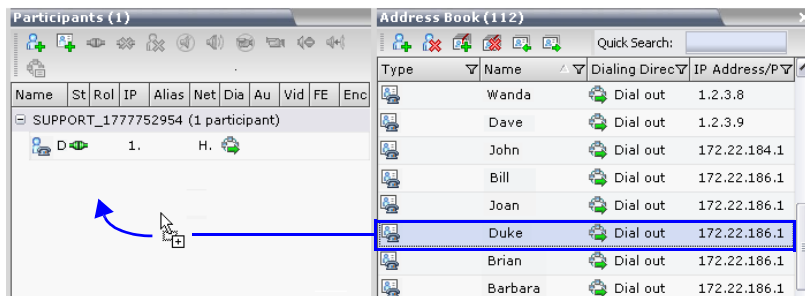 Participants (1)
Name St Rol IP Alias Net Dia Au Vid FE Enc
SUPPORT_1777752954 (1 participant)
D 1. H.
Address Book (112)
Quick Search:
Type Name Dialing Direc IP Address/P
Wanda Dial out 1.2.3.8
Dave Dial out 1.2.3.9
John Dial out 172.22.184.1
Bill Dial out 172.22.186.1
Joan Dial out 172.22.186.1
Duke Dial out 172.22.186.1
Brian Dial out 172.22.186.1
Barbara Dial out 172.22.186.1